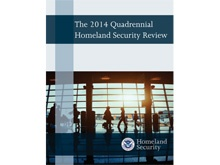 The 2014 Quadrennial
Homeland Security Review
Homeland
Security